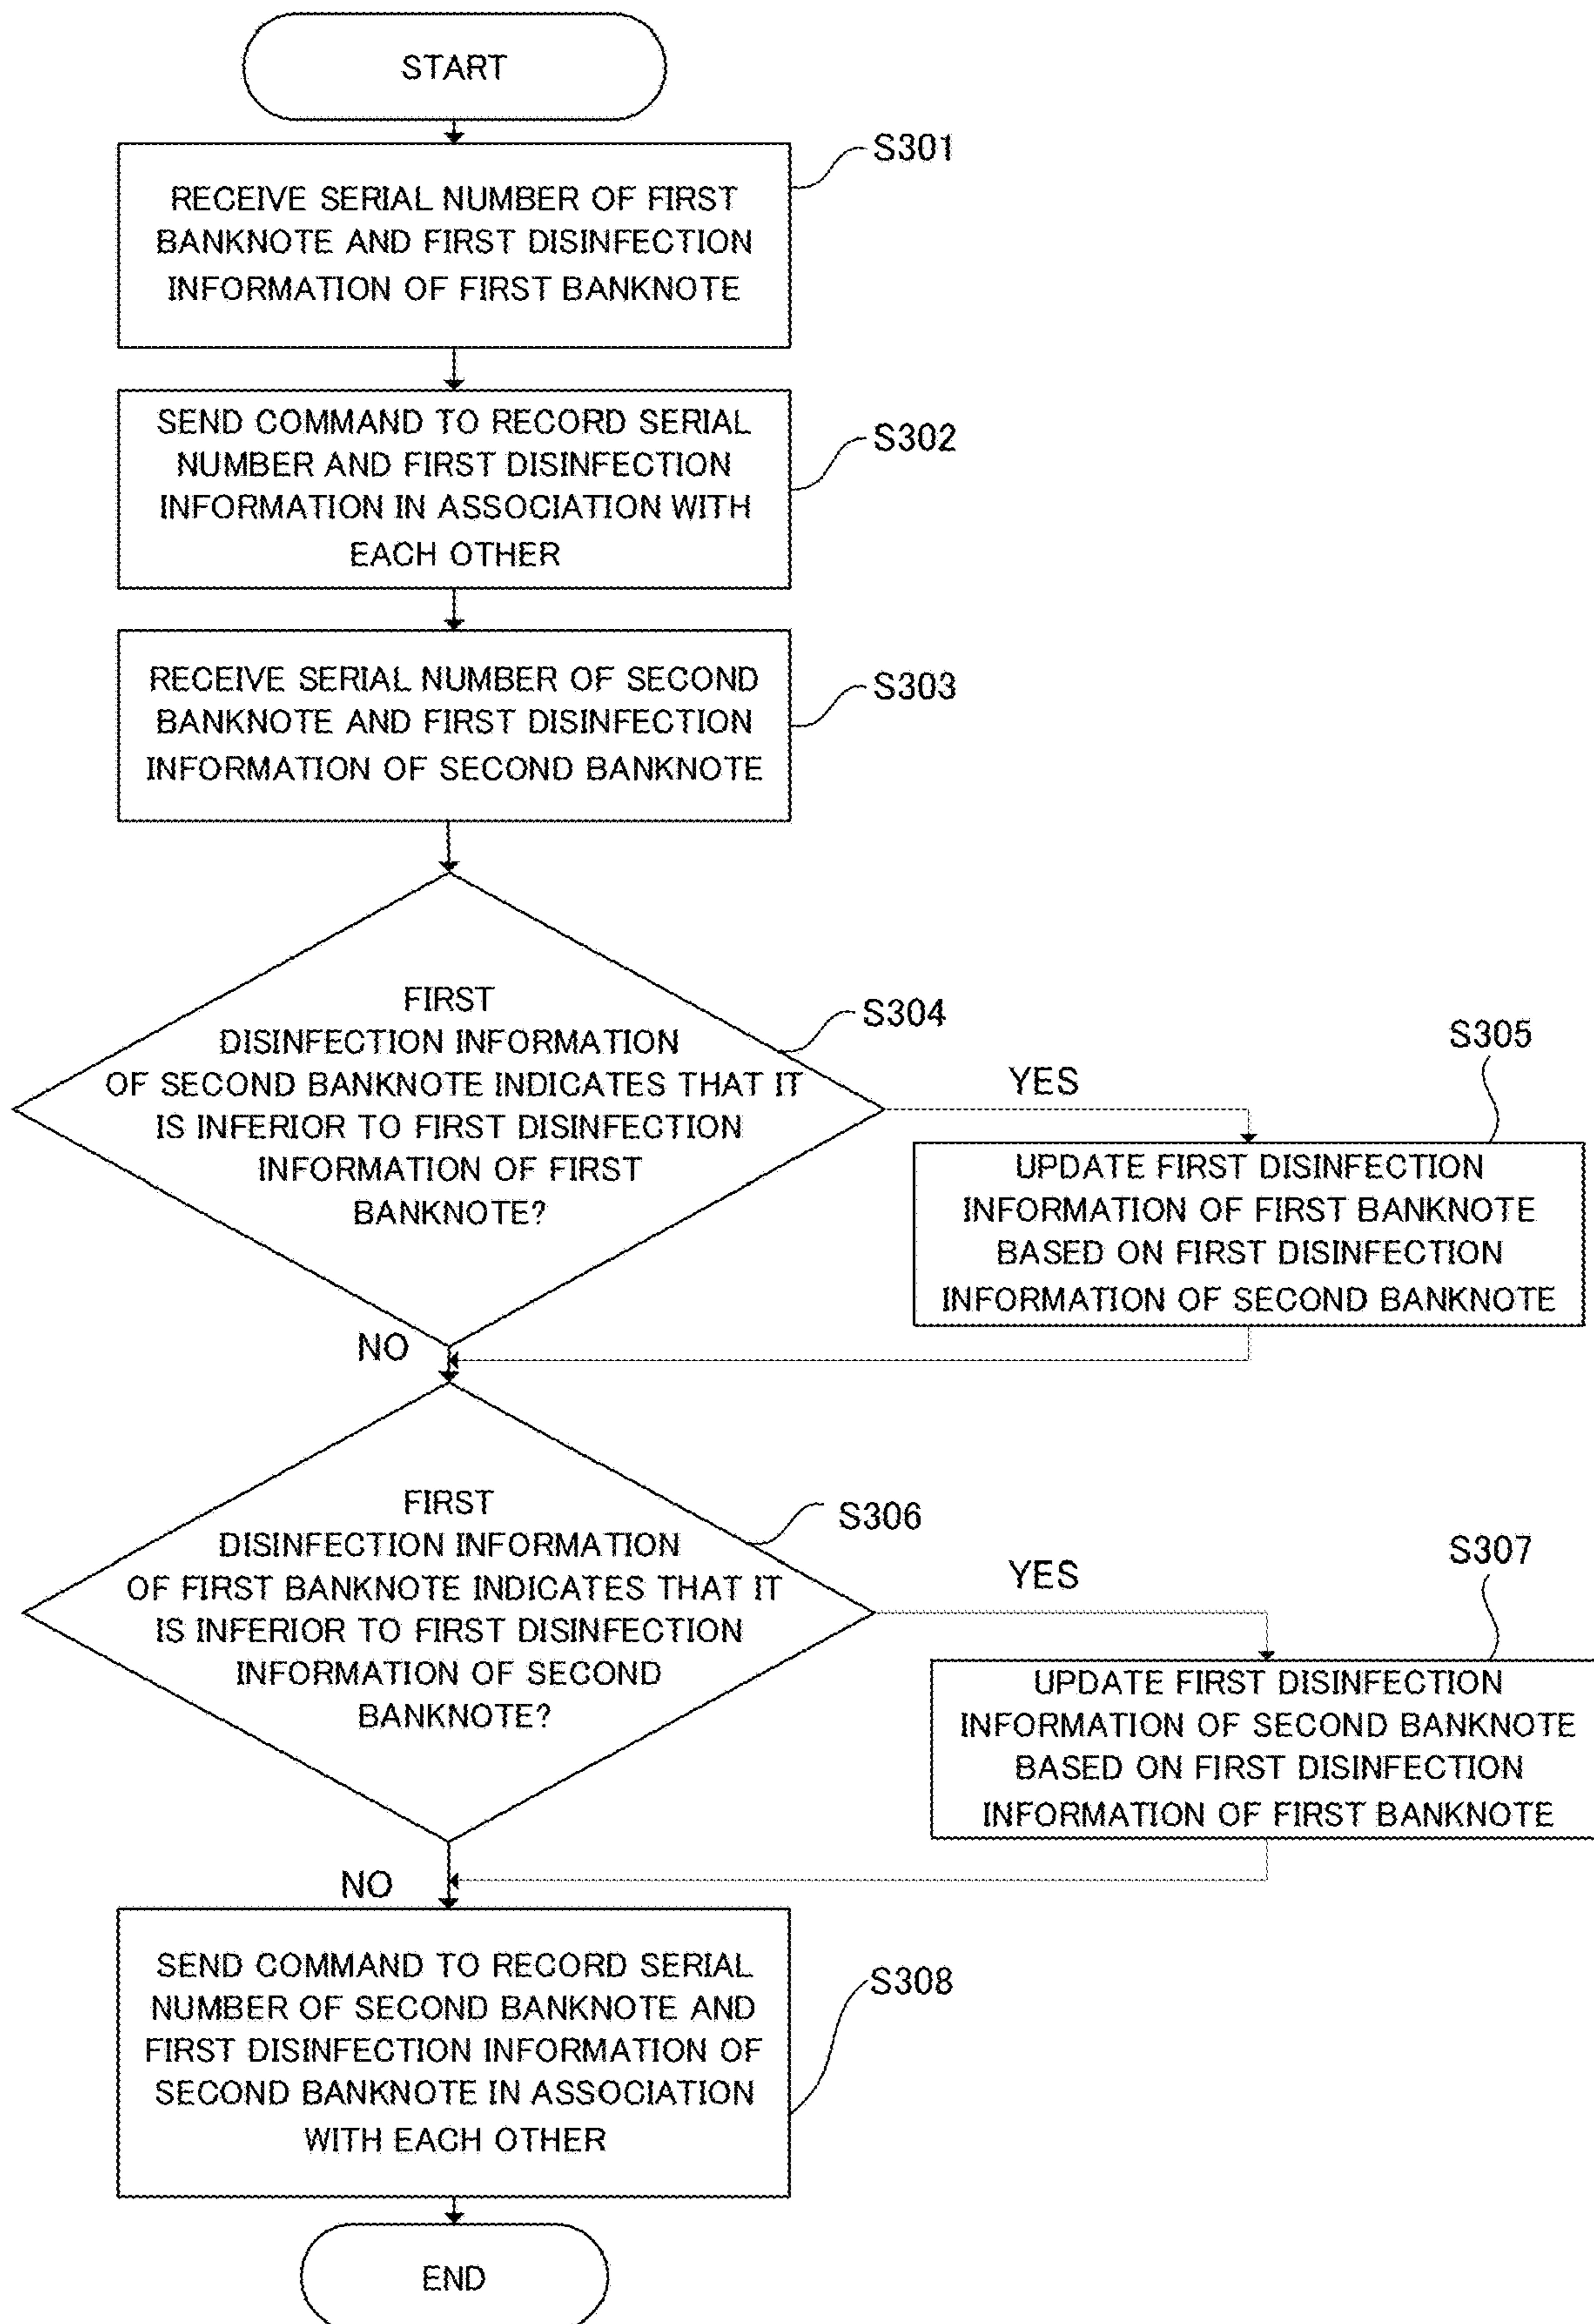 START
S301
RECEIVE SERIAL NUMBER OF FIRST
BANKNOTE AND FIRST DISINFECTION
INFORMATION OF FIRST BANKNOTE
SEND COMMAND TO RECORD SERIAL
NUMBER AND FIRST DISINFECTION
INFORMATION IN ASSOCIATION WITH
EACH OTHER
S302
RECEIVE SERIAL NUMBER OF SECOND
BANKNOTE AND FIRST DISINFECTION
INFORMATION OF SECOND BANKNOTE
S303
FIRST
DISINFECTION INFORMATION
OF SECOND BANKNOTE INDICATES THAT IT
IS INFERIOR TO FIRST DISINFECTION
INFORMATION OF FIRST
BANKNOTE?
S304
YES
S305
UPDATE FIRST DISINFECTION
INFORMATION OF FIRST BANKNOTE
BASED ON FIRST DISINFECTION
INFORMATION OF SECOND BANKNOTE
NO
FIRST
DISINFECTION INFORMATION
OF FIRST BANKNOTE INDICATES THAT IT
IS INFERIOR TO FIRST DISINFECTION
INFORMATION OF SECOND
BANKNOTE?
S306
YES
S307
UPDATE FIRST DISINFECTION
INFORMATION OF SECOND BANKNOTE
BASED ON FIRST DISINFECTION
INFORMATION OF FIRST BANKNOTE
NO
SEND COMMAND TO RECORD SERIAL
NUMBER OF SECOND BANKNOTE AND
FIRST DISINFECTION INFORMATION OF
SECOND BANKNOTE IN ASSOCIATION
WITH EACH OTHER
S308
END